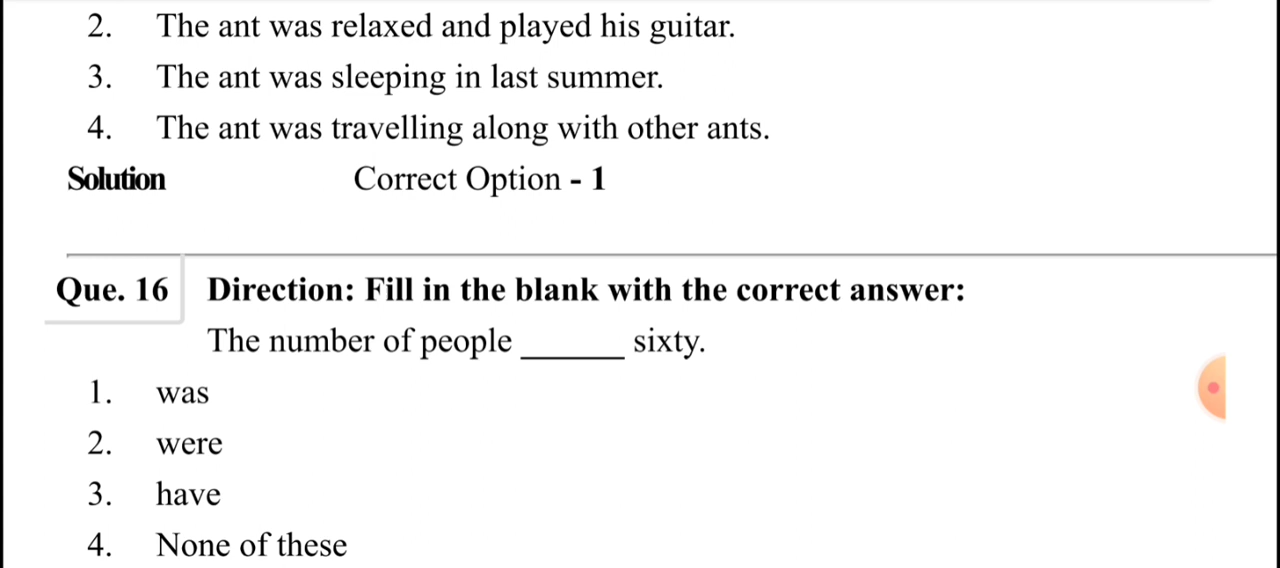 2. The ant was relaxed and played his guitar.
3. The ant was sleeping in last summer.
4. The ant was travelling along with other ants.
Solution Correct Option - 1
Que. 16 Direction: Fill in the blank with the correct answer:
The number of people ______ sixty.
1. was
2. were
3. have
4. None of these